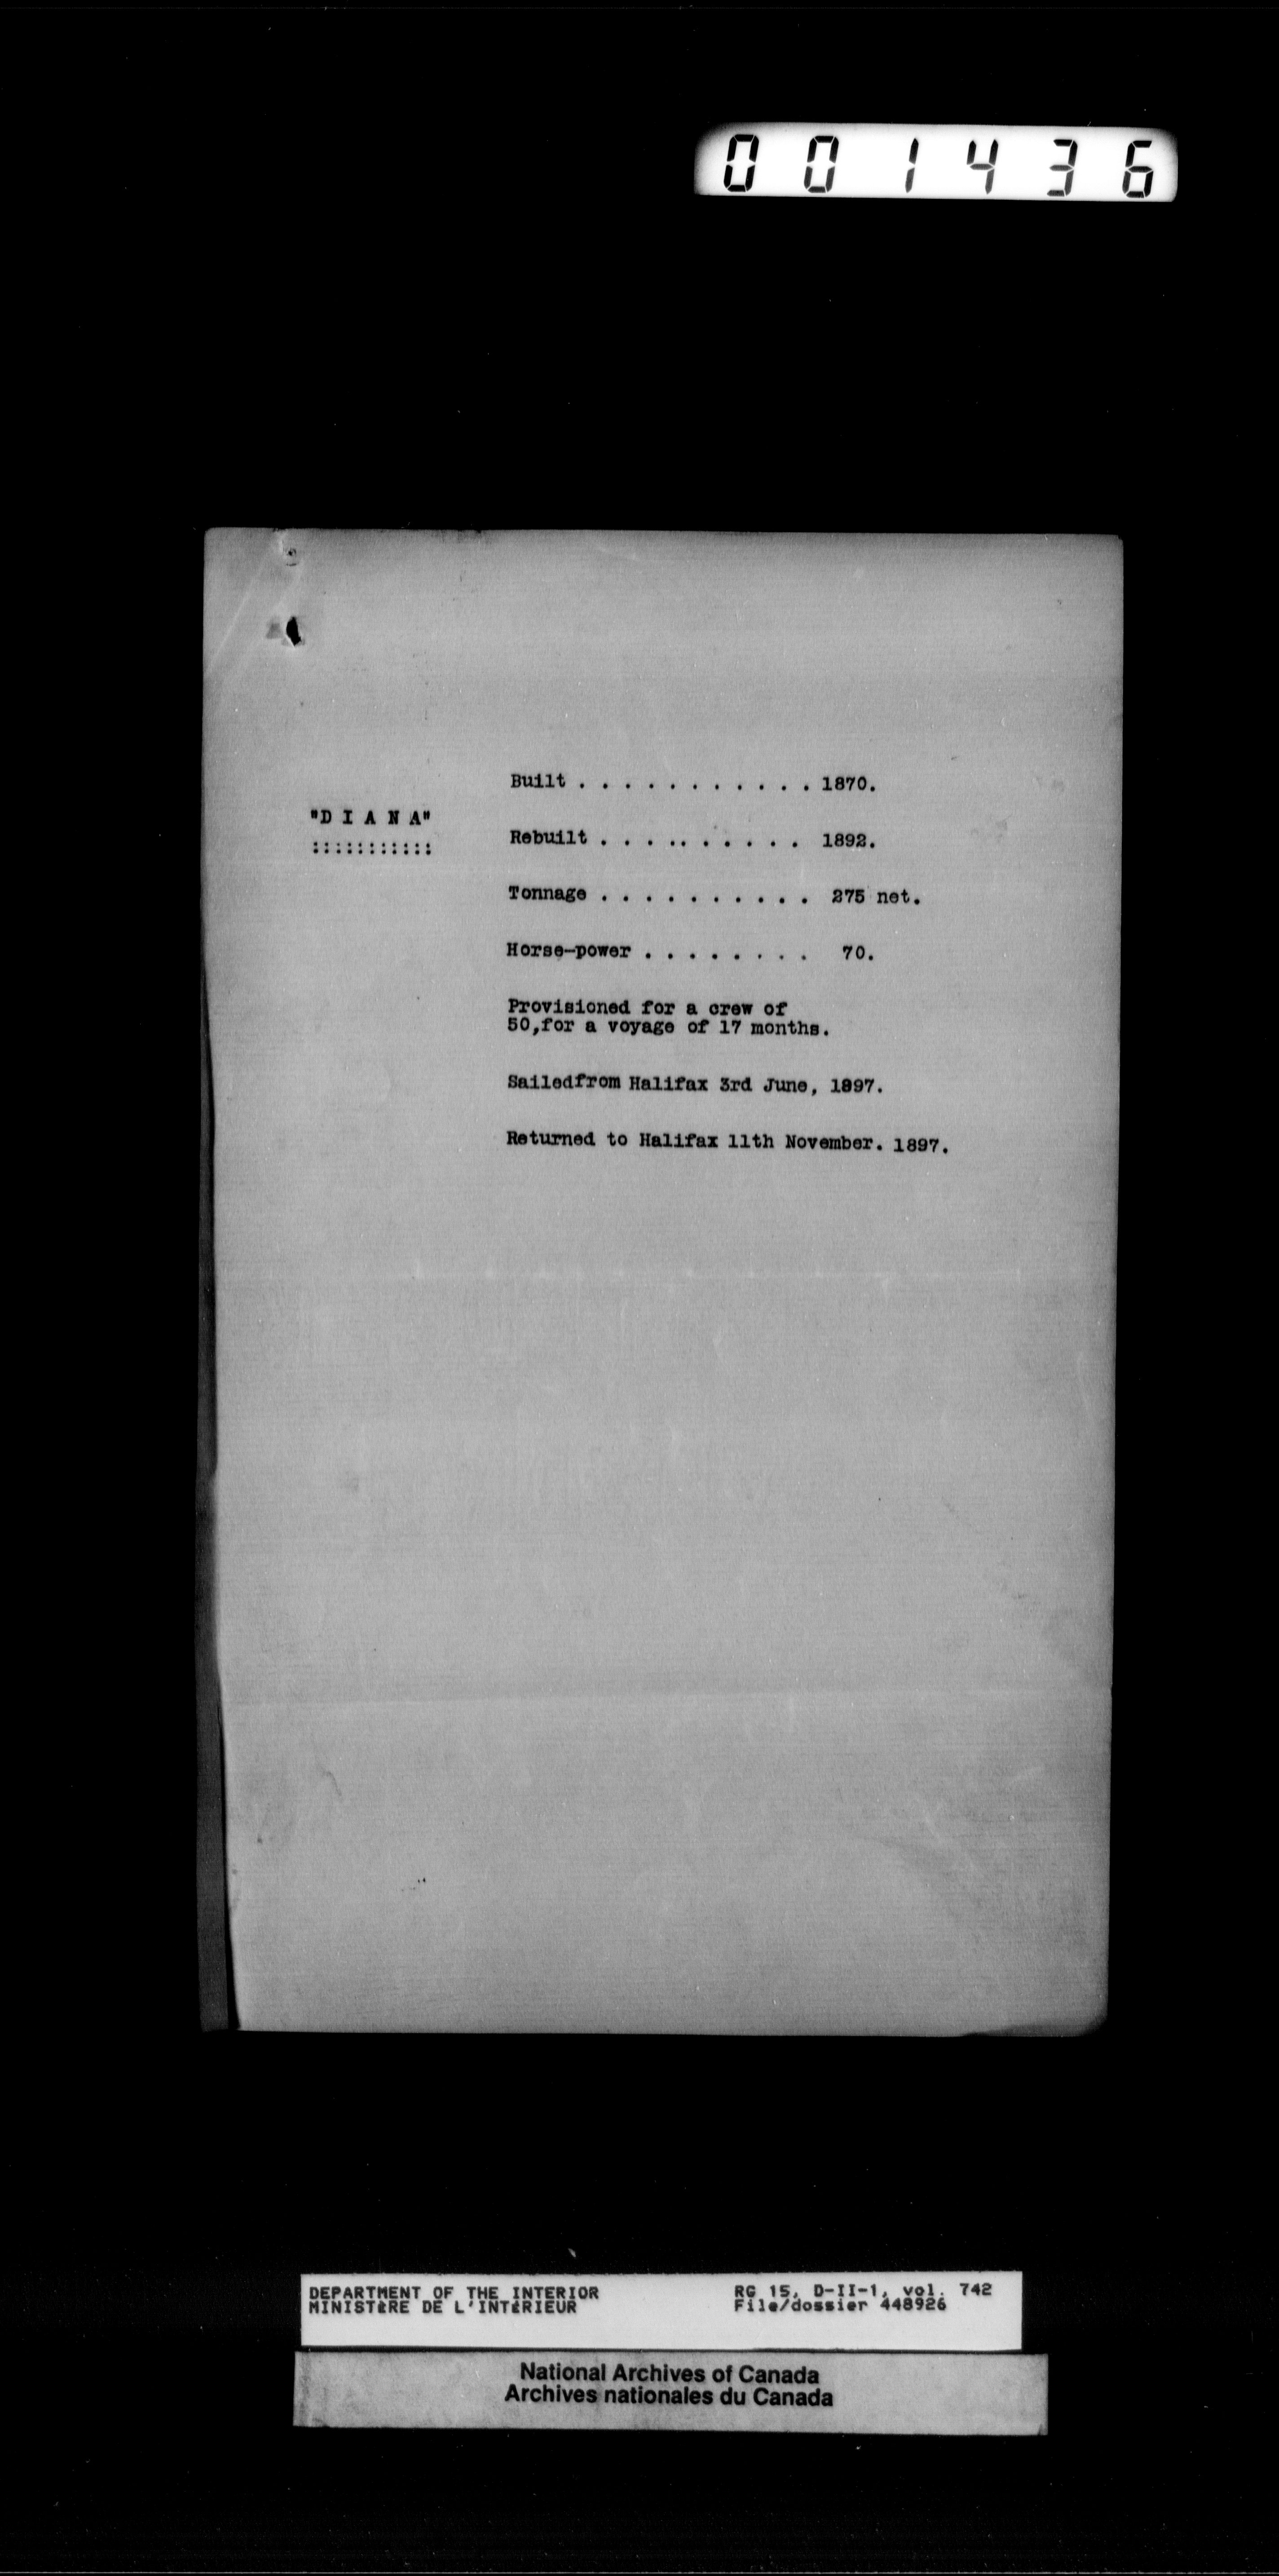 001436
Built . . . . . . . . . . . 1870.
"D I A N A"
:::::::::::
Rebuilt . . . .. . . . . . 1892.
Tonnage . . . . . . . . . . 275 net.
Horse-power . . . . . . . . 70.
Provisioned for a crew of
50,for a voyage of 17 months.
Sailedfrom Halifax 3rd June, 1897.
Returned to Halifax 11th November. 1897.
DEPARTMENT OF THE INTERIOR RG 15, D-II-1, vol. 742
MINISTÈRE DE L'INTÉRIEUR File/dossier 448926
National Archives of Canada
Archives nationales du Canada